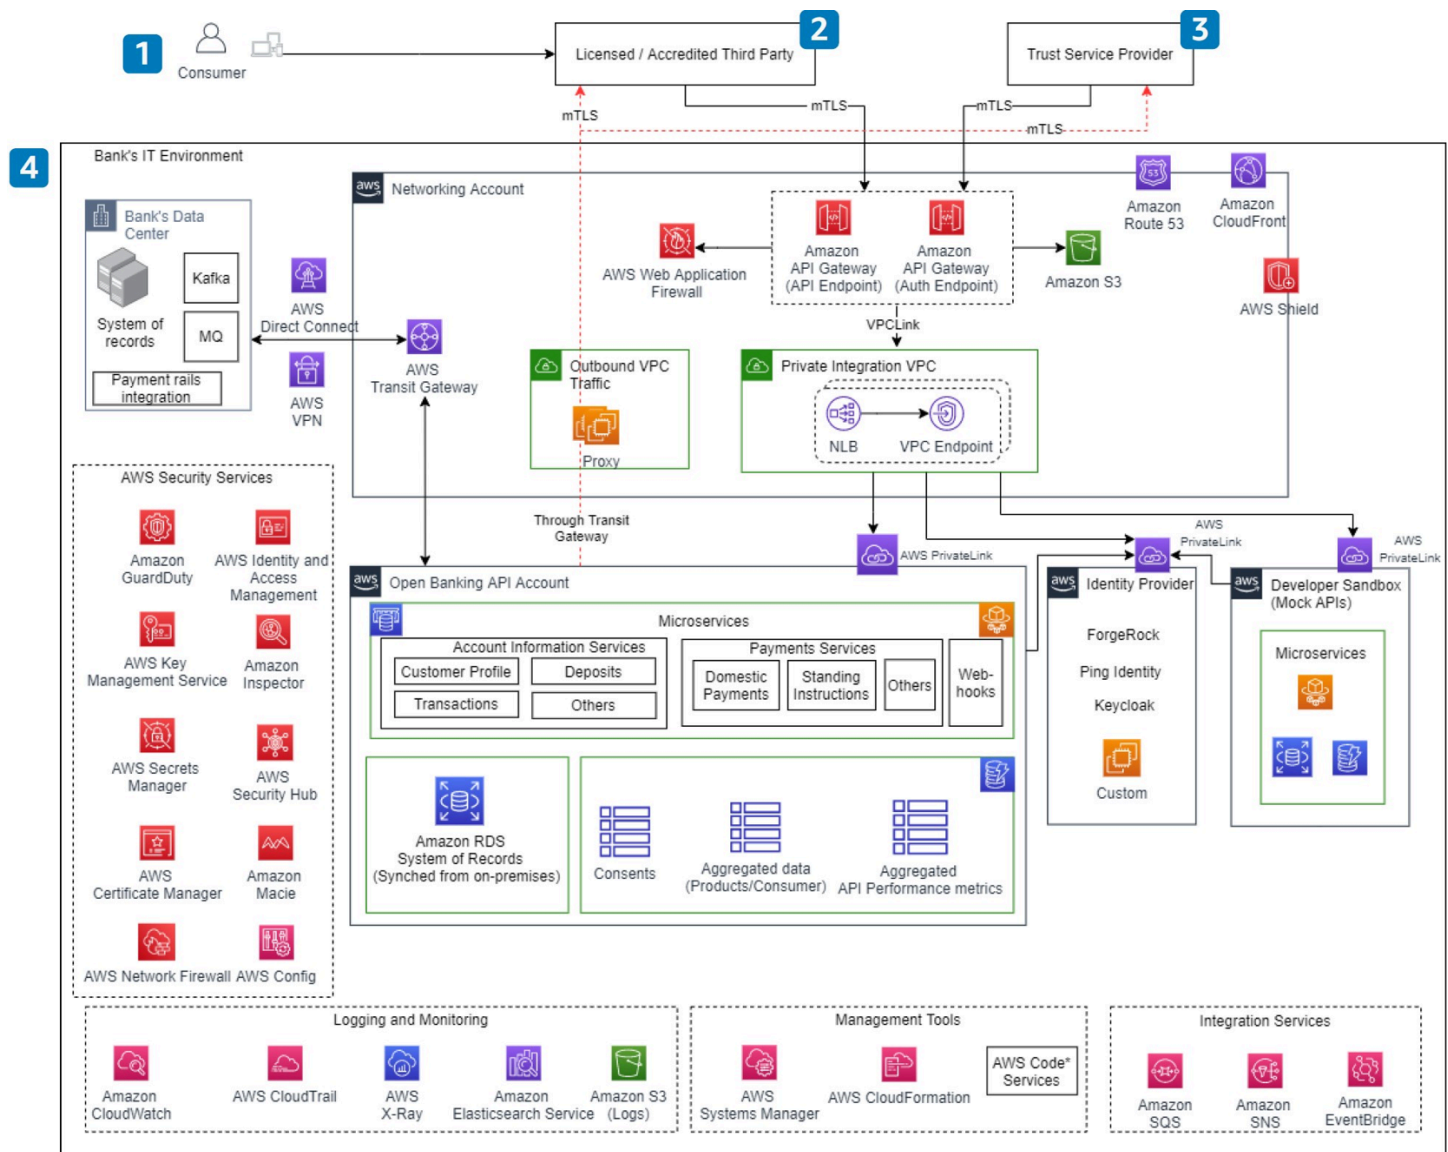 1
Consumer
Licensed / Accredited Third Party
2
Trust Service Provider
3
mTLS
mTLS
mTLS
mTLS
4
Bank's IT Environment
Bank's Data
Center
System of
records
Kafka
MQ
Payment rails
integration
AWS
Direct Connect
AWS
VPN
aws
Networking Account
AWS
Transit Gateway
AWS Web Application
Firewall
Amazon
API Gateway
(API Endpoint)
Amazon
API Gateway
(Auth Endpoint)
Amazon S3
53
Amazon
Route 53
Amazon
CloudFront
AWS Shield
VPCLink
Outbound VPC
Traffic
Proxy
Private Integration VPC
NLB
VPC Endpoint
Through Transit
Gateway
AWS PrivateLink
AWS
PrivateLink
AWS
PrivateLink
AWS Security Services
Amazon
GuardDuty
AWS Identity and
Access
Management
AWS Key
Management Service
Amazon
Inspector
AWS Secrets
Manager
AWS
Security Hub
AWS
Certificate Manager
Amazon
Macie
AWS Network Firewall
AWS Config
aws
Open Banking API Account
Microservices
Account Information Services
Customer Profile
Deposits
Transactions
Others
Payments Services
Domestic
Payments
Standing
Instructions
Others
Web-
hooks
Amazon RDS
System of Records
(Synched from on-premises)
Consents
Aggregated data
(Products/Consumer)
Aggregated
API Performance metrics
aws
Identity Provider
ForgeRock
Ping Identity
Keycloak
Custom
aws
Developer Sandbox
(Mock APIs)
Microservices
Logging and Monitoring
Amazon
CloudWatch
AWS CloudTrail
AWS
X-Ray
Amazon
Elasticsearch Service
Amazon S3
(Logs)
Management Tools
AWS
Systems Manager
AWS CloudFormation
AWS Code*
Services
Integration Services
Amazon
SQS
Amazon
SNS
Amazon
EventBridge